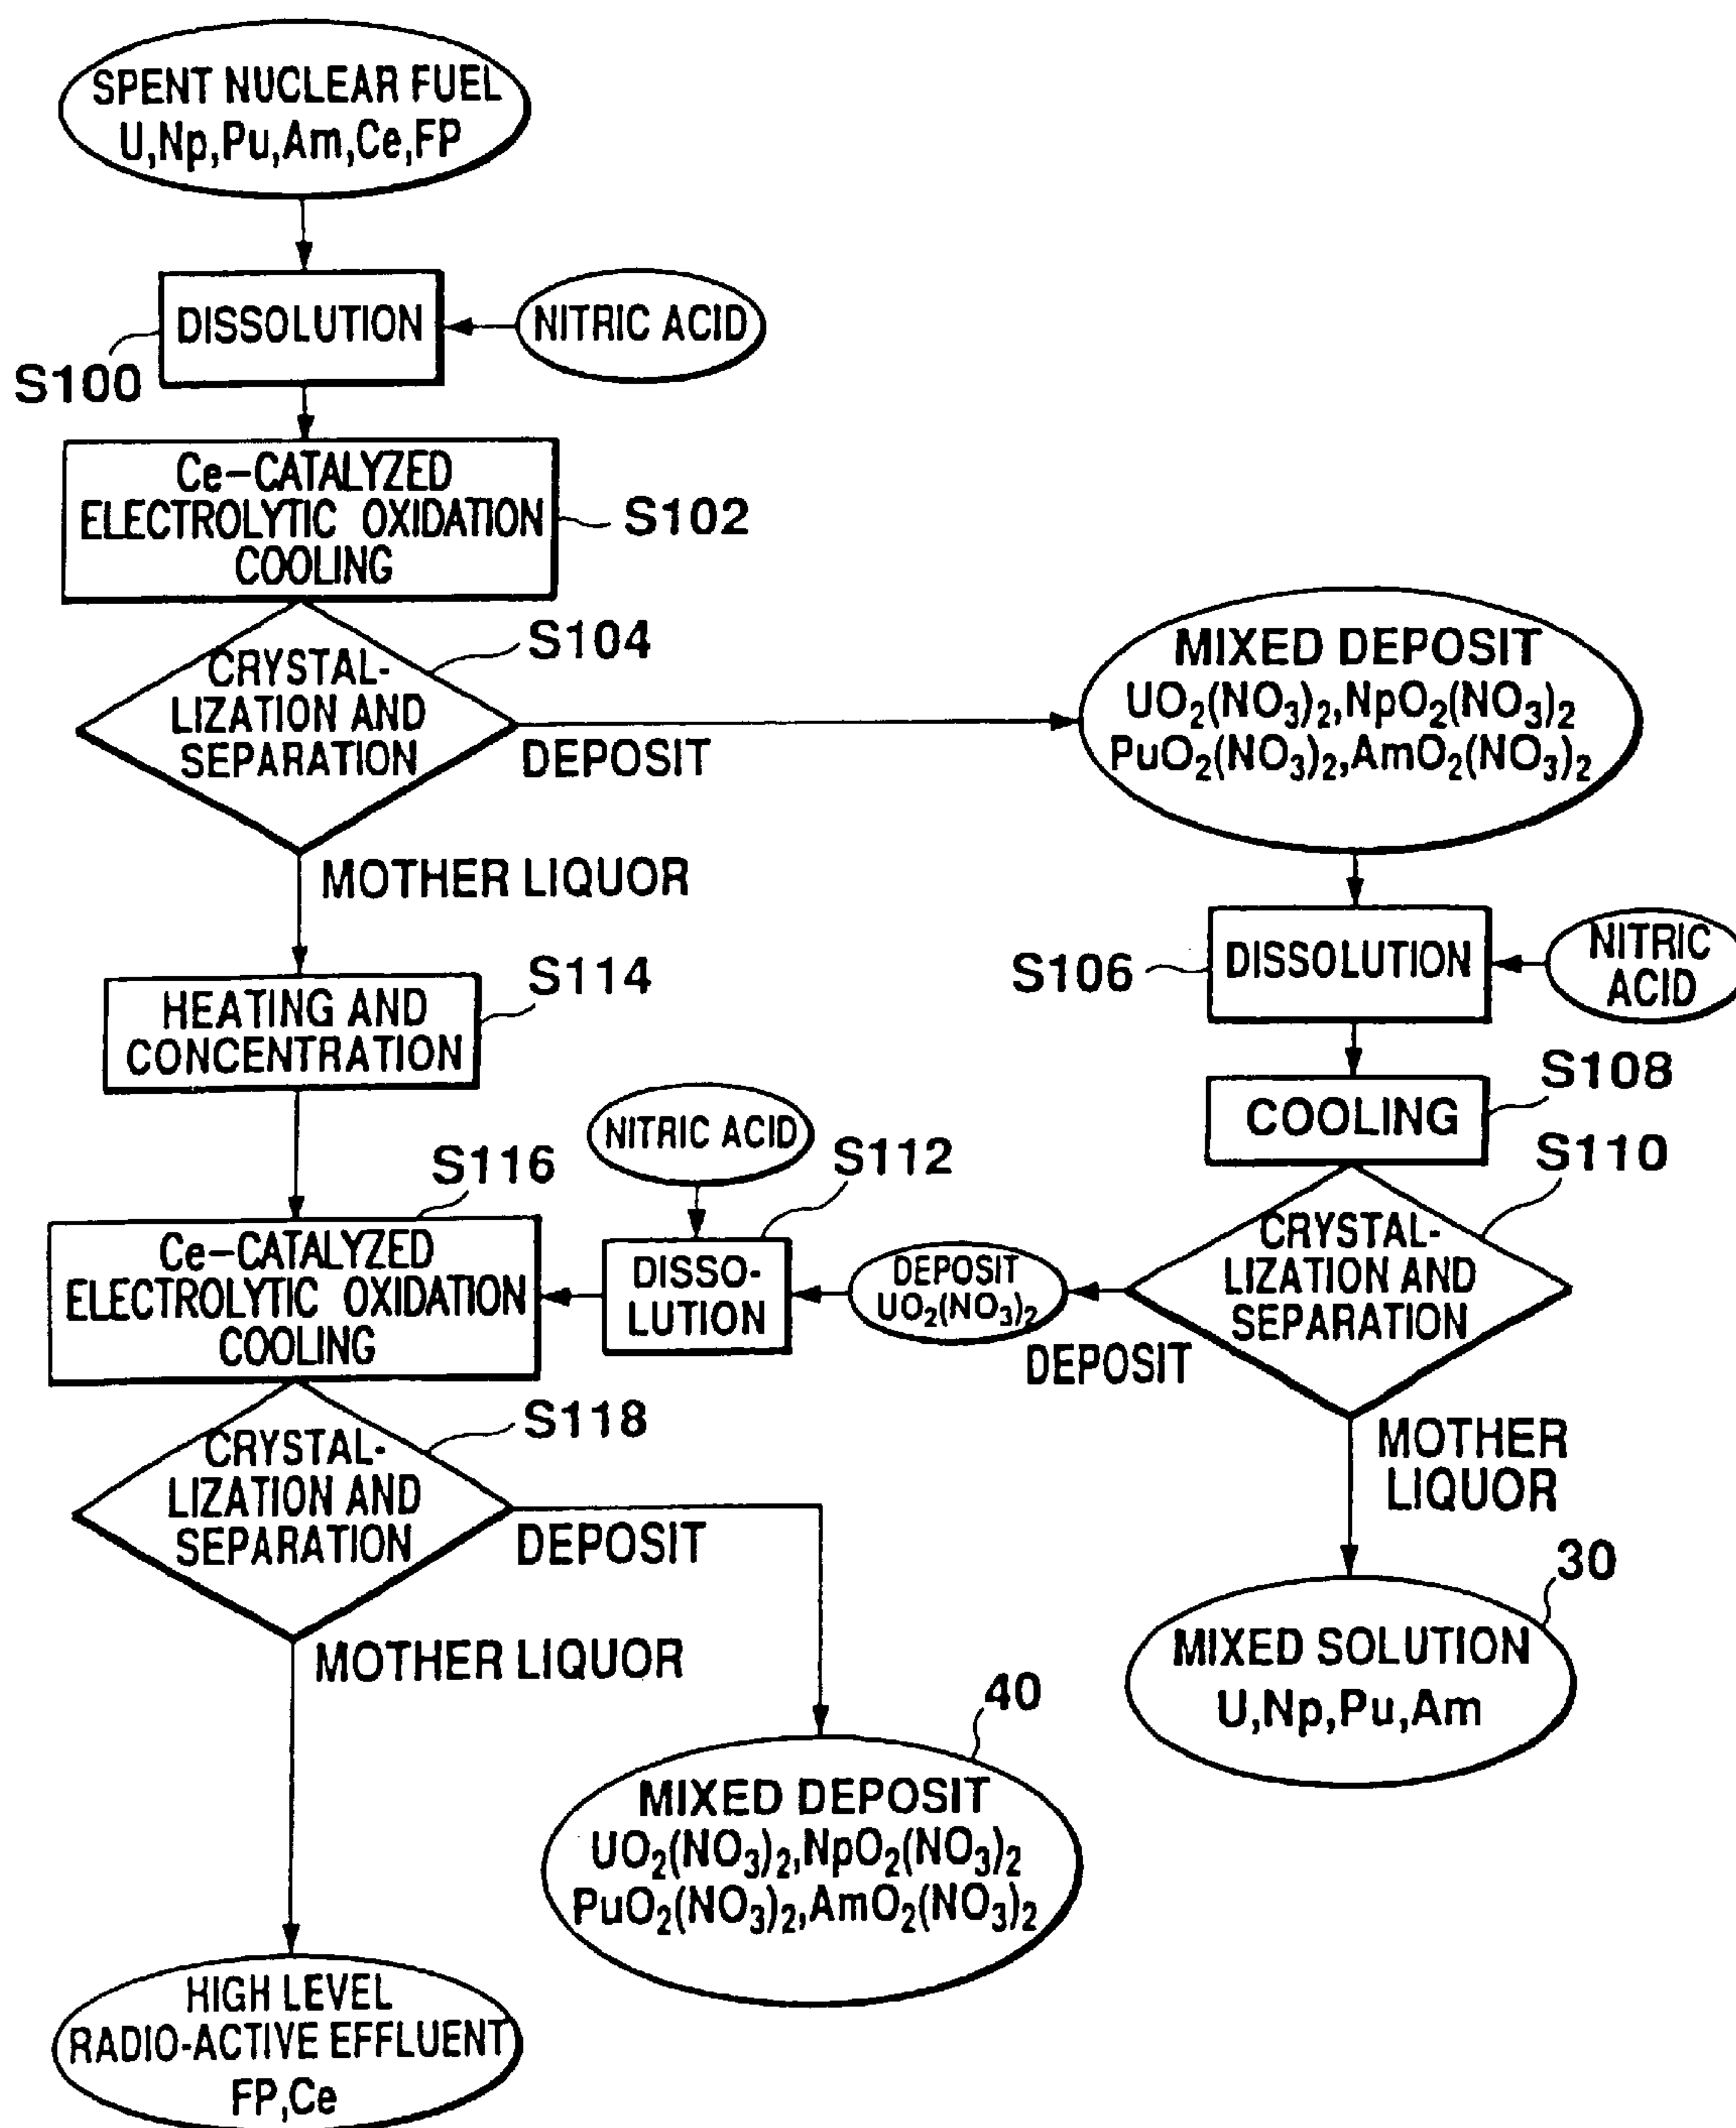 SPENT NUCLEAR FUEL
U,Np,Pu,Am,Ce,FP
DISSOLUTION
NITRIC ACID
S100
Ce-CATALYZED
ELECTROLYTIC OXIDATION
COOLING
S102
S104
CRYSTAL-
LIZATION AND
SEPARATION
DEPOSIT
MIXED DEPOSIT
UO₂(NO₃)₂,NpO₂(NO₃)₂
PuO₂(NO₃)₂,AmO₂(NO₃)₂
MOTHER LIQUOR
S106
DISSOLUTION
NITRIC
ACID
S114
HEATING AND
CONCENTRATION
S108
COOLING
NITRIC ACID
S112
S110
S116
Ce-CATALYZED
ELECTROLYTIC OXIDATION
COOLING
DISSO-
LUTION
DEPOSIT
UO₂(NO₃)₂
CRYSTAL-
LIZATION AND
SEPARATION
DEPOSIT
MOTHER
LIQUOR
S118
CRYSTAL-
LIZATION AND
SEPARATION
DEPOSIT
MOTHER LIQUOR
30
MIXED SOLUTION
U,Np,Pu,Am
40
MIXED DEPOSIT
UO₂(NO₃)₂,NpO₂(NO₃)₂
PuO₂(NO₃)₂,AmO₂(NO₃)₂
HIGH LEVEL
RADIO-ACTIVE EFFLUENT
FP,Ce